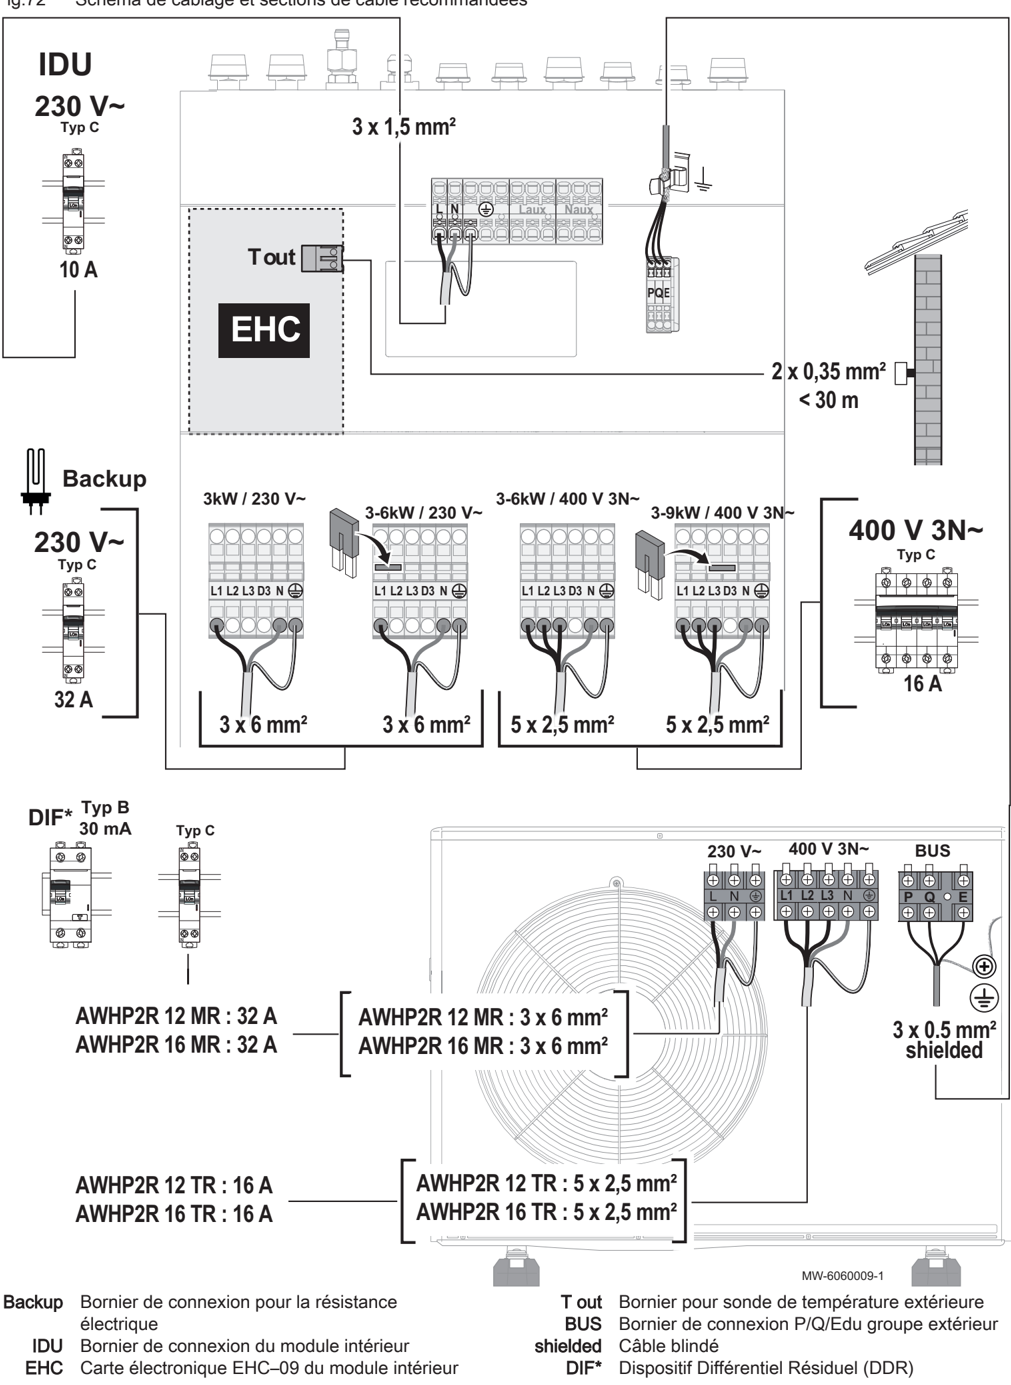 ig.72 Schéma de câblage et sections de câble recommandées
IDU
230 V~
Typ C
10 A
3 x 1,5 mm²
L N Laux Naux
Tout
EHC
PQE
2 x 0,35 mm²
< 30 m
Backup
230 V~
Typ C
32 A
3kW / 230 V~
3-6kW / 230 V~
3-6kW / 400 V 3N~
3-9kW / 400 V 3N~
L1 L2 L3 D3 N
L1 L2 L3 D3 N
L1 L2 L3 D3 N
L1 L2 L3 D3 N
3 x 6 mm²
3 x 6 mm²
5 x 2,5 mm²
5 x 2,5 mm²
400 V 3N~
Typ C
16 A
DIF* Typ B
30 mA
Typ C
230 V~
400 V 3N~
BUS
L N
L1 L2 L3 N
P Q E
3 x 0.5 mm²
shielded
AWHP2R 12 MR : 32 A
AWHP2R 16 MR : 32 A
AWHP2R 12 MR : 3 x 6 mm²
AWHP2R 16 MR : 3 x 6 mm²
AWHP2R 12 TR : 16 A
AWHP2R 16 TR : 16 A
AWHP2R 12 TR : 5 x 2,5 mm²
AWHP2R 16 TR : 5 x 2,5 mm²
MW-6060009-1
Backup Bornier de connexion pour la résistance
électrique
IDU Bornier de connexion du module intérieur
EHC Carte électronique EHC–09 du module intérieur
T out Bornier pour sonde de température extérieure
BUS Bornier de connexion P/Q/Edu groupe extérieur
shielded Câble blindé
DIF* Dispositif Différentiel Résiduel (DDR)